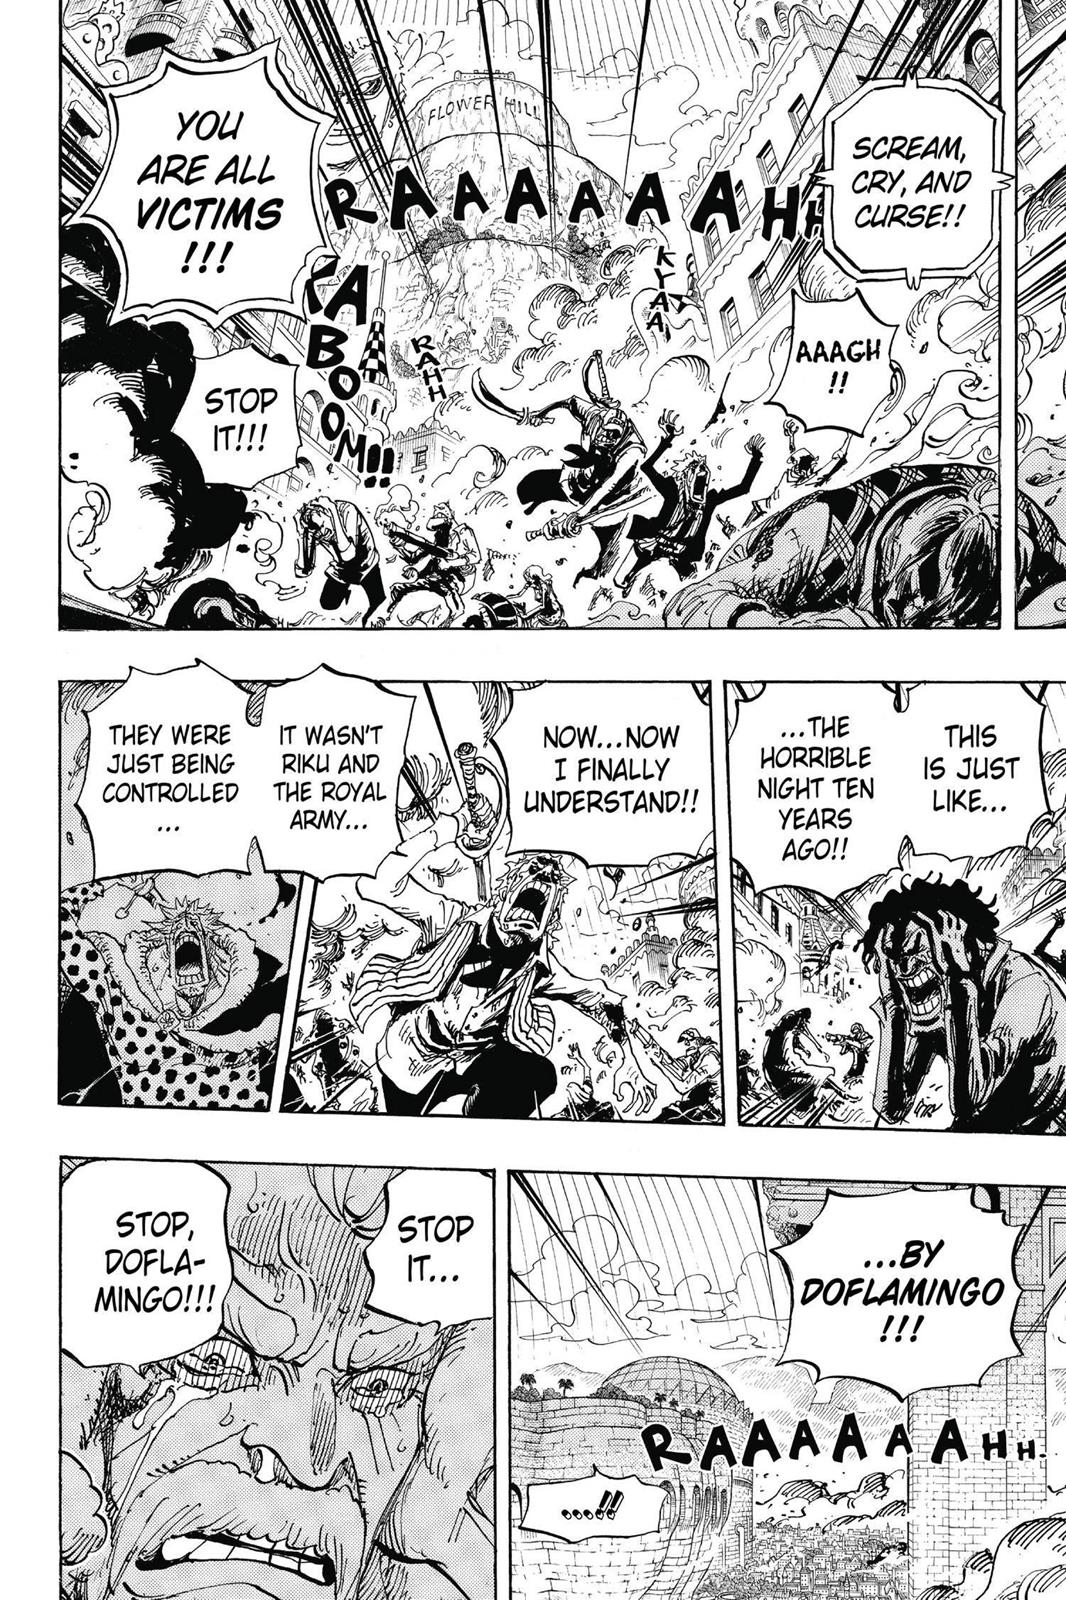 SCREAM,
CRY, AND
CURSE!!
FLOWER HILL
RAAAAAAHH
YOU
ARE ALL
VICTIMS
!!!
KYAA
AAAGH
!!
RAHH
KABOOM!!
STOP
IT!!!
THIS
IS JUST
LIKE...
...THE
HORRIBLE
NIGHT TEN
YEARS
AGO!!
NOW...NOW
I FINALLY
UNDERSTAND!!
IT WASN'T
RIKU AND
THE ROYAL
ARMY...
THEY WERE
JUST BEING
CONTROLLED
...
...BY
DOFLAMINGO
!!!
RAAAAAAHH.
...!!
STOP
IT...
STOP,
DOFLA-
MINGO!!!